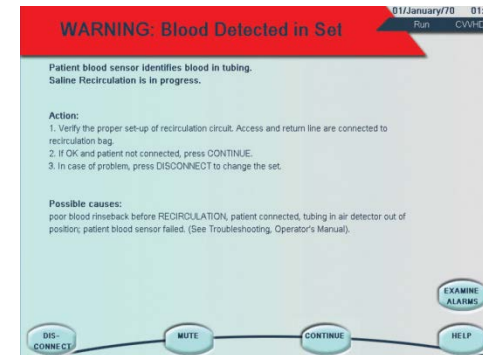 01/January/70 01:
WARNING: Blood Detected in Set
Run CVVHD
Patient blood sensor identifies blood in tubing.
Saline Recirculation is in progress.
Action:
1. Verify the proper set-up of recirculation circuit. Access and return line are connected to
recirculation bag.
2. If OK and patient not connected, press CONTINUE.
3. In case of problem, press DISCONNECT to change the set.
Possible causes:
poor blood rinseback before RECIRCULATION, patient connected, tubing in air detector out of
position; patient blood sensor failed. (See Troubleshooting, Operator's Manual).
EXAMINE
ALARMS
DIS-
CONNECT
MUTE
CONTINUE
HELP